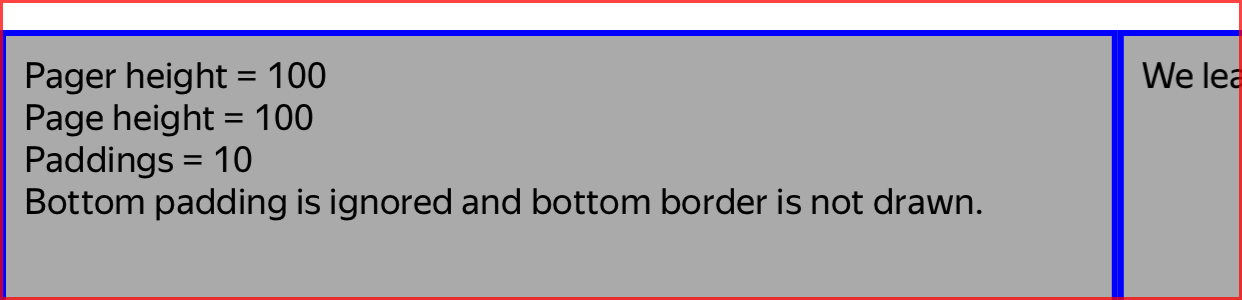 Pager height = 100
Page height = 100
Paddings = 10
Bottom padding is ignored and bottom border is not drawn.
We